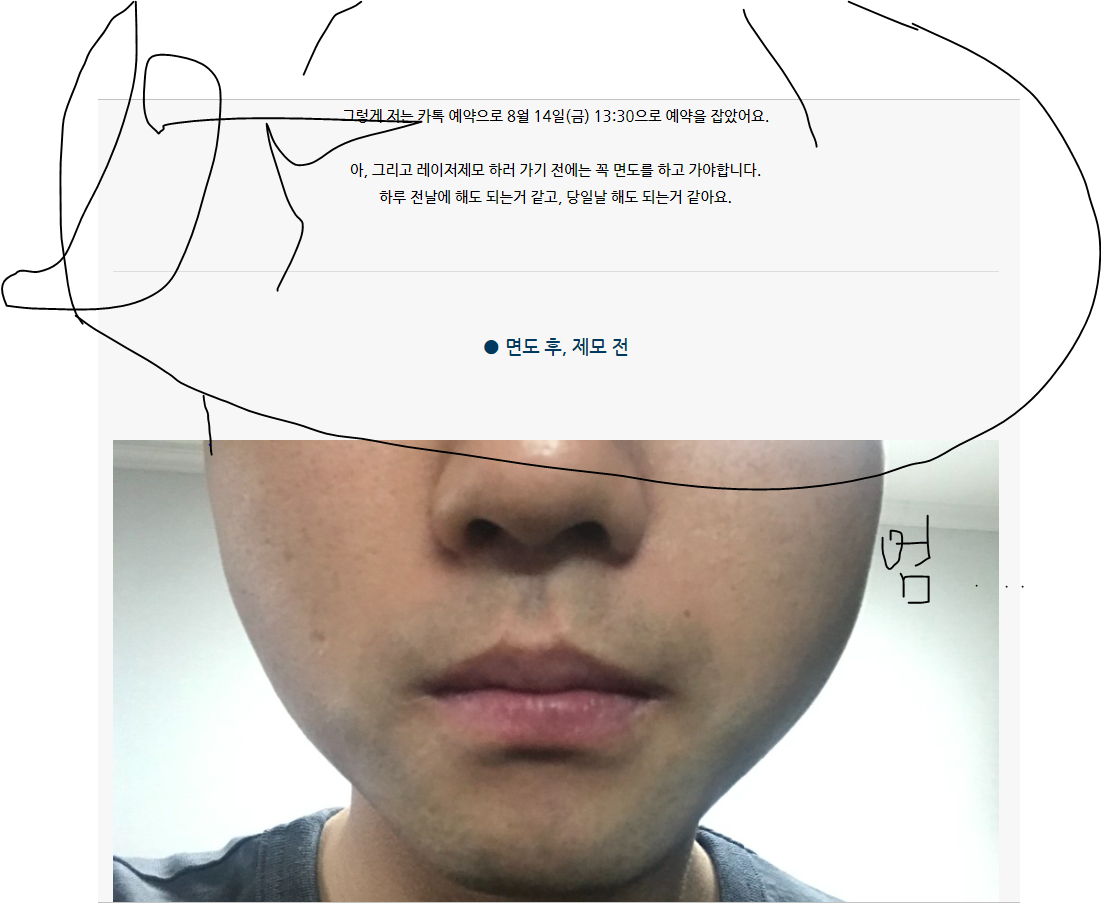 그렇게 저는 카톡 예약으로 8월 14일(금) 13:30으로 예약을 잡았어요.
아, 그리고 레이저제모 하러 가기 전에는 꼭 면도를 하고 가야합니다.
하루 전날에 해도 되는거 같고, 당일날 해도 되는거 같아요.
● 면도 후, 제모 전
멈
...